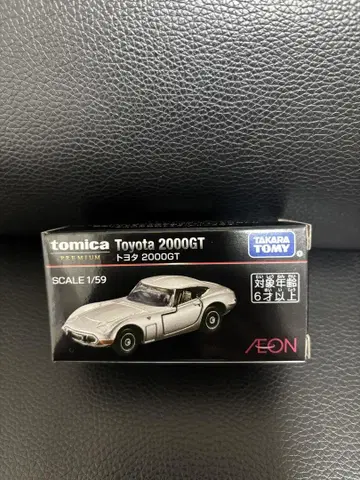 tomica
PREMIUM
Toyota 2000GT
トヨタ 2000GT
TAKARA
TOMY
SCALE 1/59
対象年齢
6才以上
ÆON